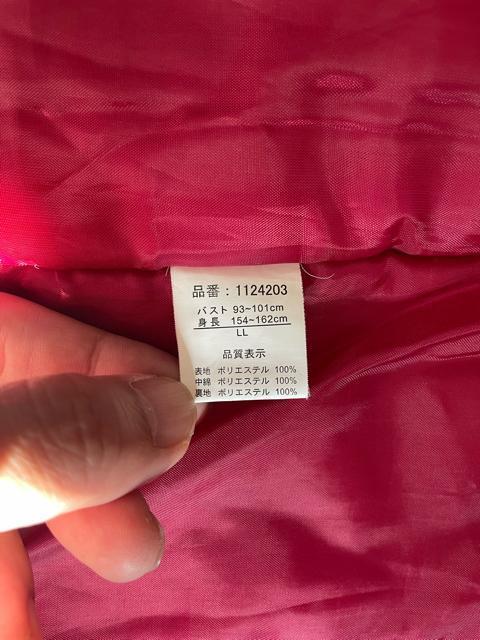 品番：1124203
バスト 93~101cm
身長 154~162cm
LL
品質表示
表地 ポリエステル 100%
中綿 ポリエステル 100%
裏地 ポリエステル 100%